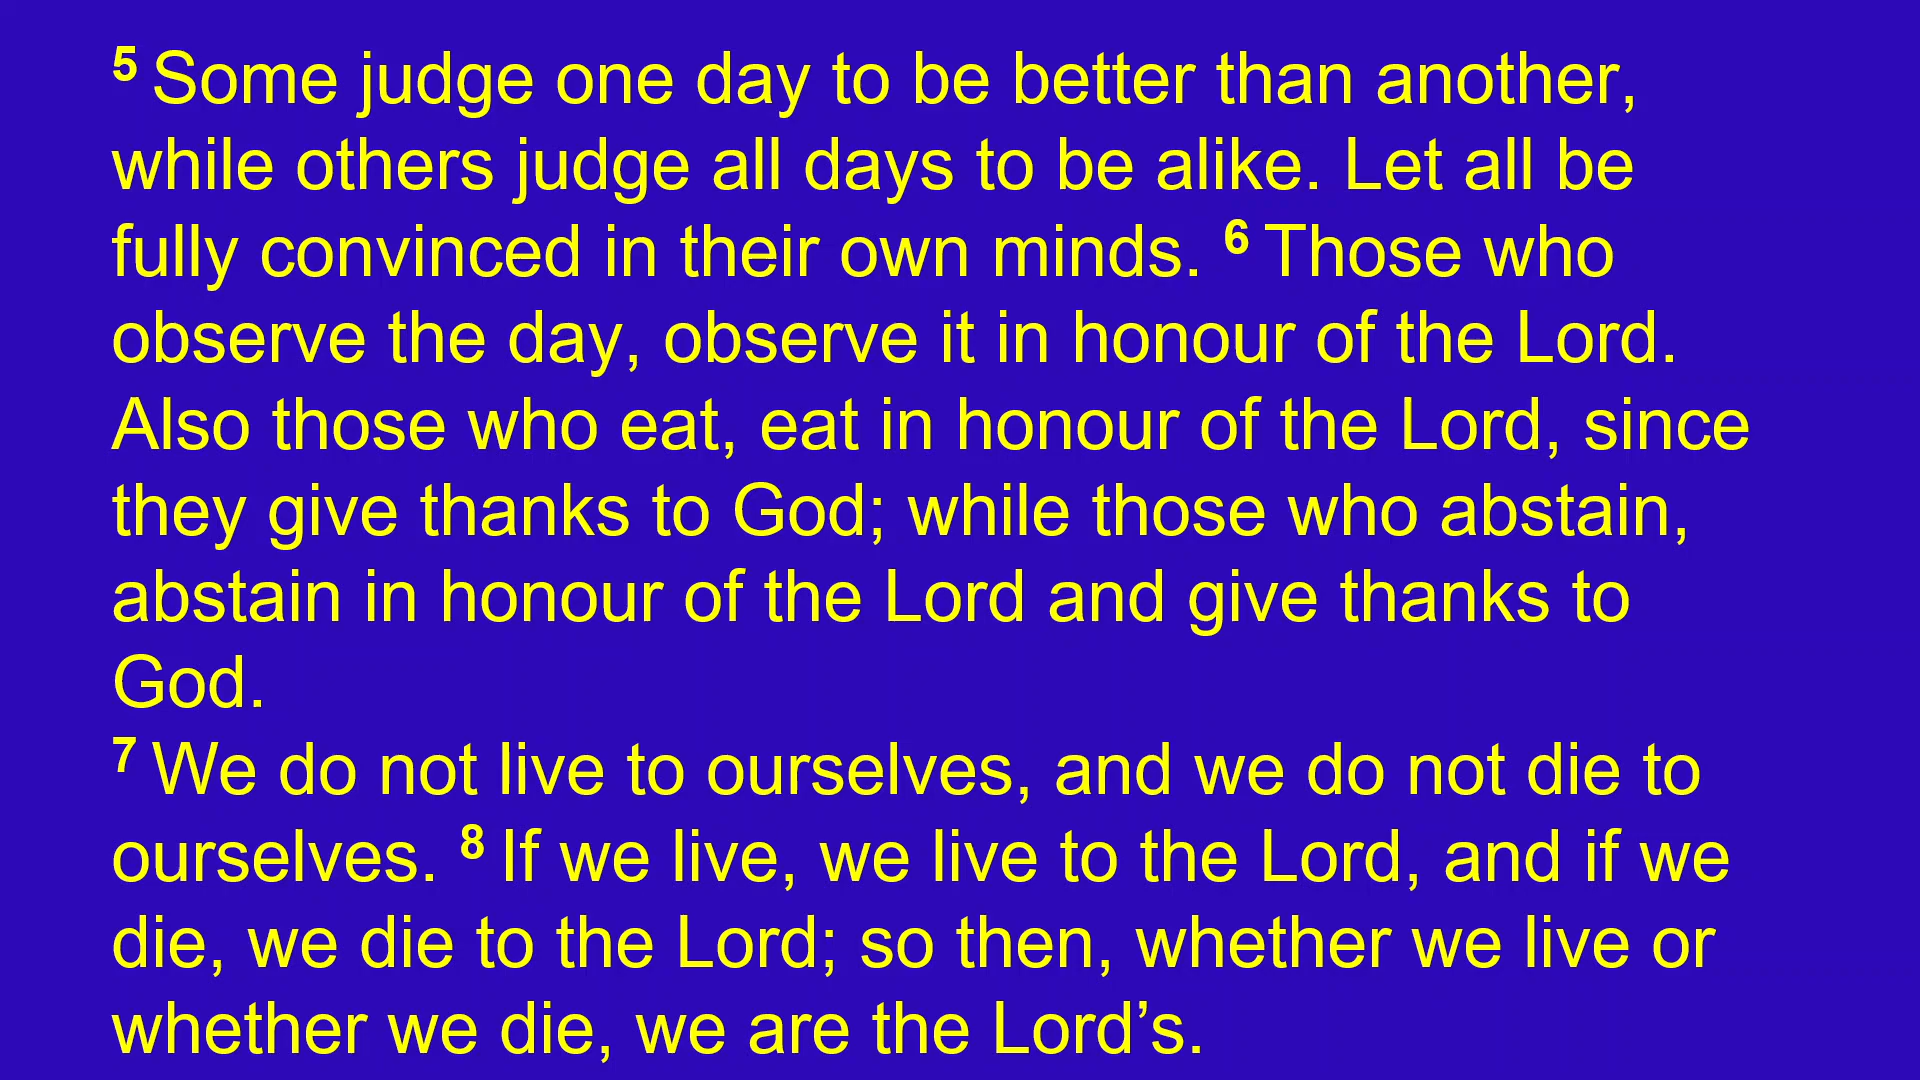 5 Some judge one day to be better than another,
while others judge all days to be alike. Let all be
fully convinced in their own minds. 6 Those who
observe the day, observe it in honour of the Lord.
Also those who eat, eat in honour of the Lord, since
they give thanks to God; while those who abstain,
abstain in honour of the Lord and give thanks to
God.
7 We do not live to ourselves, and we do not die to
ourselves. 8 If we live, we live to the Lord, and if we
die, we die to the Lord; so then, whether we live or
whether we die, we are the Lord’s.